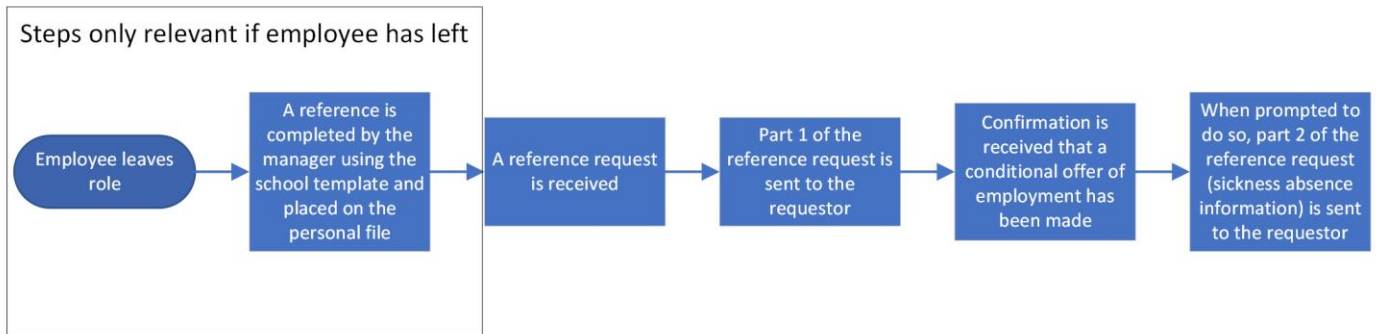 Steps only relevant if employee has left
Employee leaves
role
A reference is
completed by the
manager using the
school template and
placed on the
personal file
A reference request
is received
Part 1 of the
reference request is
sent to the
requestor
Confirmation is
received that a
conditional offer of
employment has
been made
When prompted to
do so, part 2 of the
reference request
(sickness absence
information) is sent
to the requestor